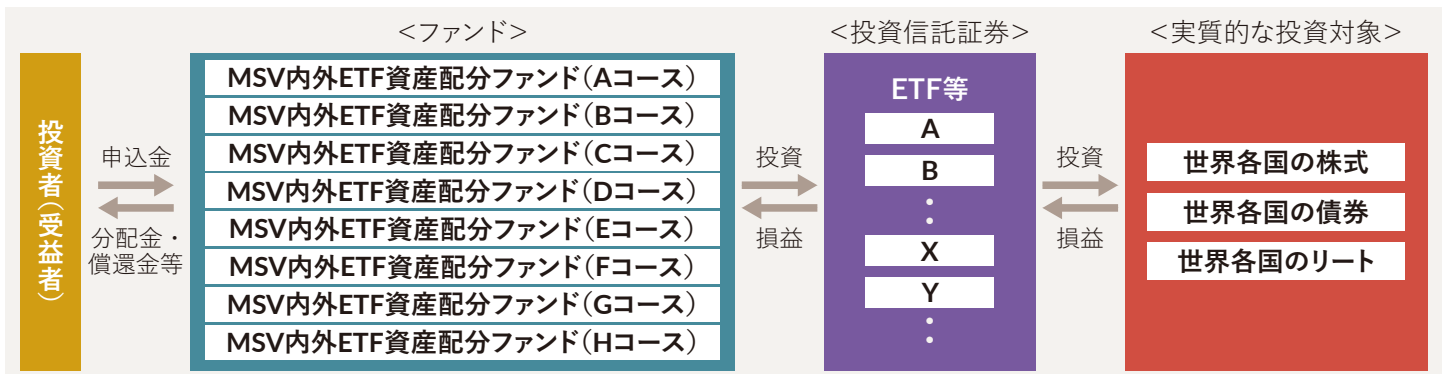 <ファンド>
<投資信託証券>
<実質的な投資対象>
投資者（受益者）
申込金
分配金・
償還金等
MSV内外ETF資産配分ファンド（Aコース）
MSV内外ETF資産配分ファンド（Bコース）
MSV内外ETF資産配分ファンド（Cコース）
MSV内外ETF資産配分ファンド（Dコース）
MSV内外ETF資産配分ファンド（Eコース）
MSV内外ETF資産配分ファンド（Fコース）
MSV内外ETF資産配分ファンド（Gコース）
MSV内外ETF資産配分ファンド（Hコース）
投資
損益
ETF等
A
B
・
・
X
Y
・
・
投資
損益
世界各国の株式
世界各国の債券
世界各国のリート